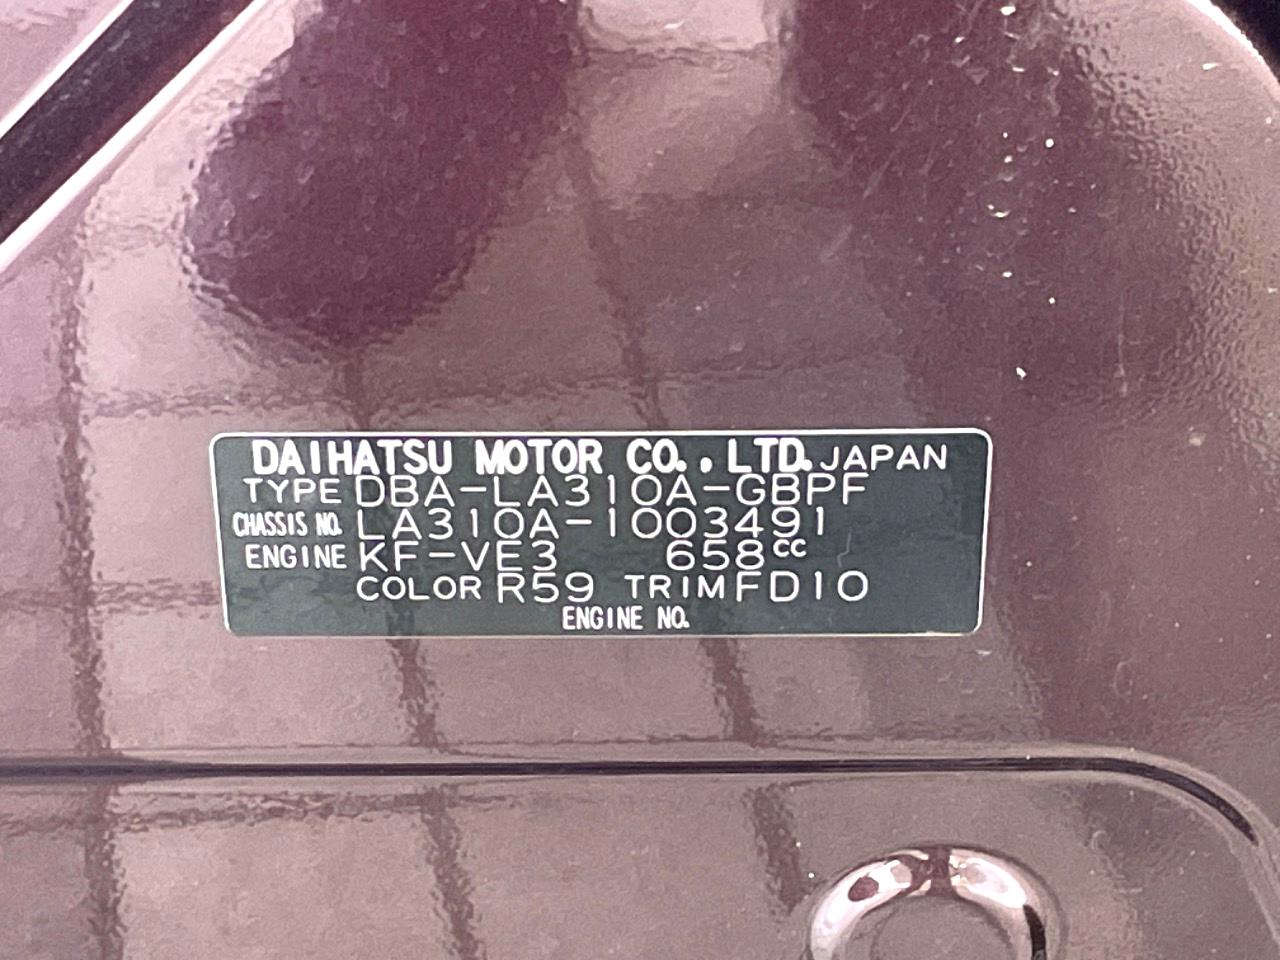 DAIHATSU MOTOR CO., LTD. JAPAN
TYPE DBA-LA310A-GBPF
CHASSIS NO. LA310A-1003491
ENGINE KF-VE3 658cc
COLOR R59 TRIM FD10
ENGINE NO.